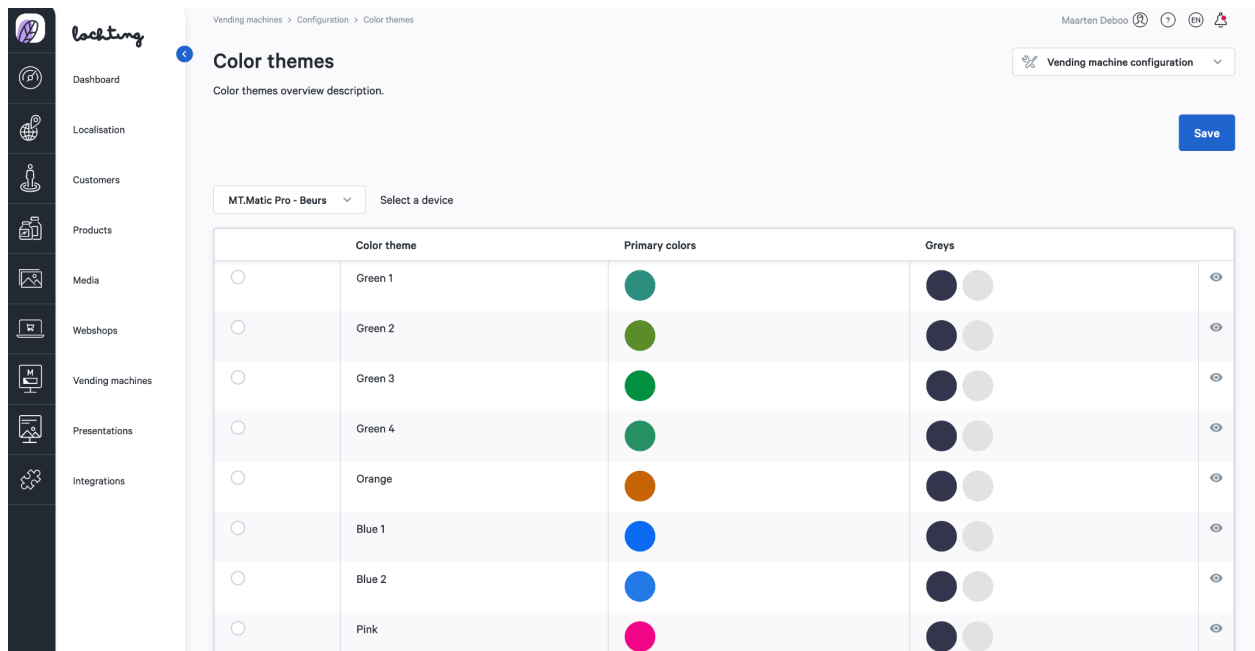 Vending machines > Configuration > Color themes
Maarten Deboo ? EN
lochting
Color themes
Vending machine configuration
Color themes overview description.
Save
Dashboard
Localisation
Customers
Products
Media
Webshops
M
Vending machines
Presentations
Integrations
MT.Matic Pro - Beurs
Select a device
Color theme Primary colors Greys
Green 1
Green 2
Green 3
Green 4
Orange
Blue 1
Blue 2
Pink